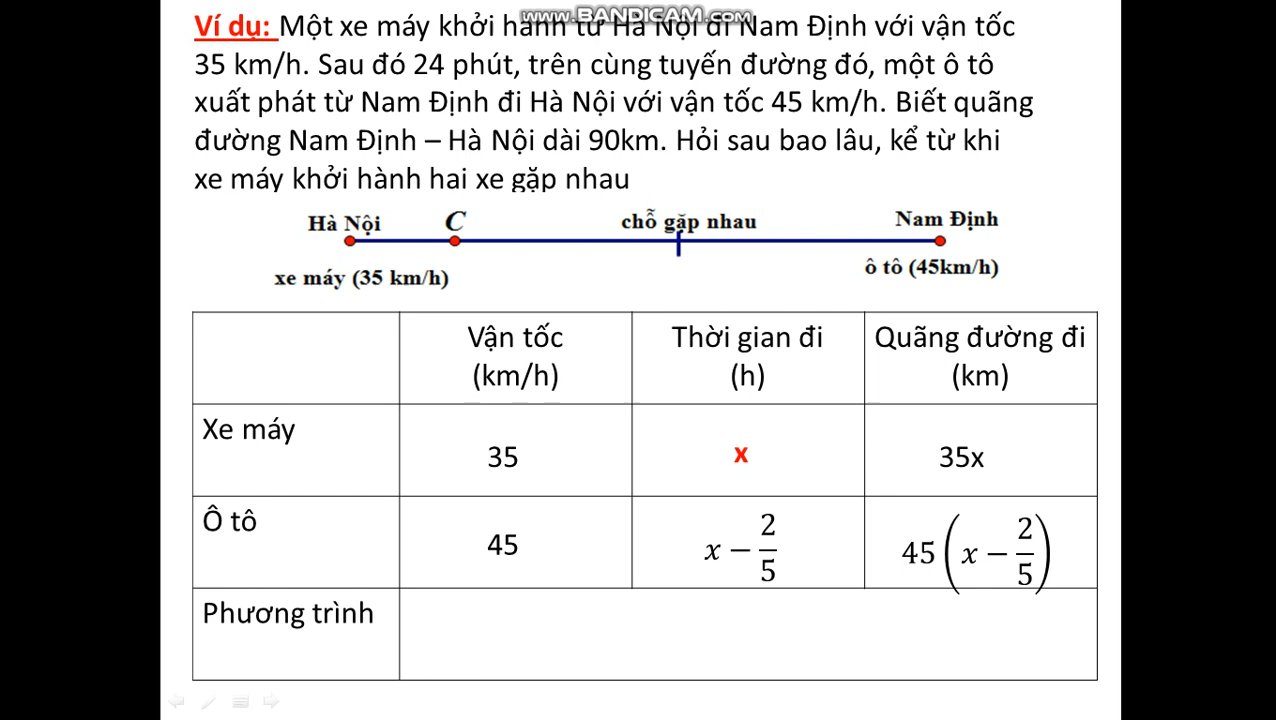 www.BANDICAM.com
Ví dụ: Một xe máy khởi hành từ Hà Nội đi Nam Định với vận tốc
35 km/h. Sau đó 24 phút, trên cùng tuyến đường đó, một ô tô
xuất phát từ Nam Định đi Hà Nội với vận tốc 45 km/h. Biết quãng
đường Nam Định – Hà Nội dài 90km. Hỏi sau bao lâu, kể từ khi
xe máy khởi hành hai xe gặp nhau
Hà Nội C chỗ gặp nhau Nam Định
xe máy (35 km/h) ô tô (45km/h)
Vận tốc Thời gian đi Quãng đường đi
(km/h) (h) (km)
Xe máy 35 x 35x
Ô tô 45 x − 2/5 45(x − 2/5)
Phương trình